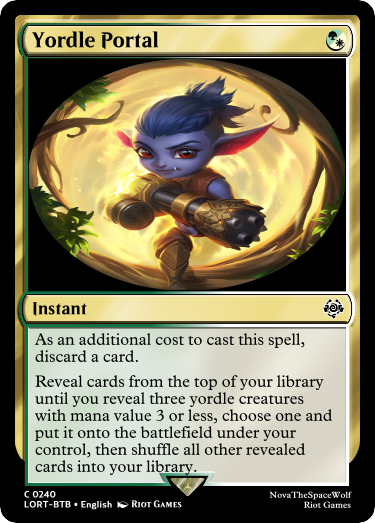 Yordle Portal
Instant
As an additional cost to cast this spell,
discard a card.
Reveal cards from the top of your library
until you reveal three yordle creatures
with mana value 3 or less, choose one and
put it onto the battlefield under your
control, then shuffle all other revealed
cards into your library.
C 0240
LORT-BTB • English Riot Games
NovaTheSpaceWolf
Riot Games